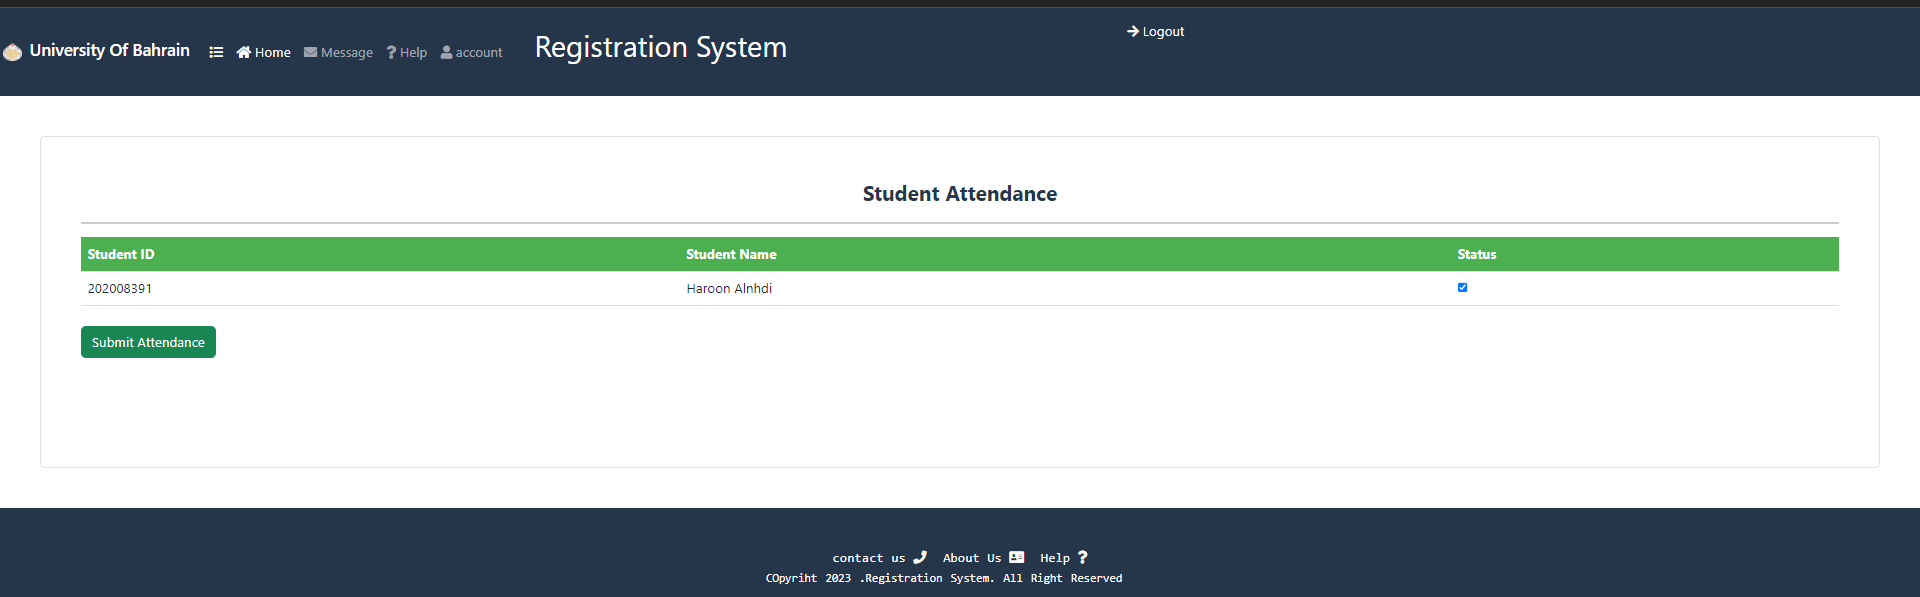 University Of Bahrain Home Message Help account Registration System Logout
Student Attendance
Student ID Student Name Status
202008391 Haroon Alnhdi
Submit Attendance
contact us About Us Help
COpyriht 2023 .Registration System. All Right Reserved